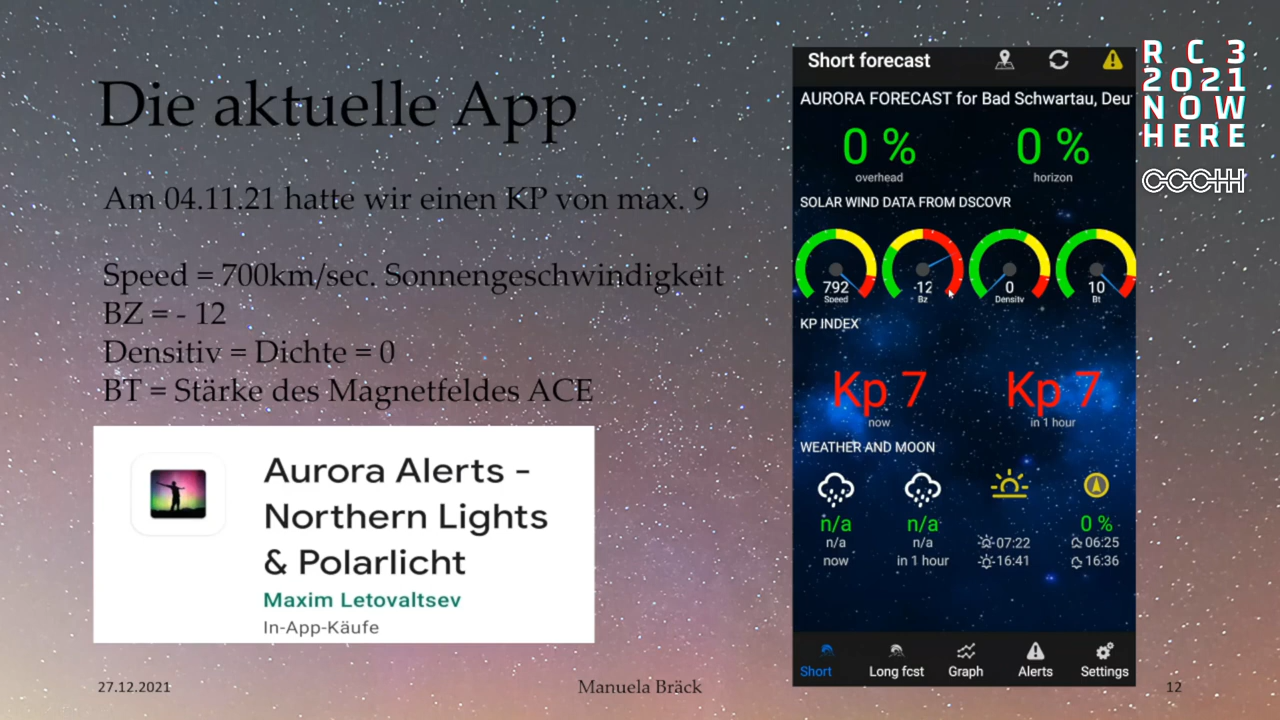 Die aktuelle App
Am 04.11.21 hatte wir einen KP von max. 9
Speed = 700km/sec. Sonnengeschwindigkeit
BZ = - 12
Densitiv = Dichte = 0
BT = Stärke des Magnetfeldes ACE
Aurora Alerts -
Northern Lights
& Polarlicht
Maxim Letovaltsev
In-App-Käufe
Short forecast
AURORA FORECAST for Bad Schwartau, Deu
0 % 0 %
overhead horizon
SOLAR WIND DATA FROM DSCOVR
792 -12 0 10
Speed Bz Density Bt
KP INDEX
Kp 7 Kp 7
now in 1 hour
WEATHER AND MOON
n/a n/a 0 %
n/a n/a 07:22 06:25
now in 1 hour 16:41 16:36
Short Long fcst Graph Alerts Settings
RC3
2021
NOW
HERE
CCCHH
27.12.2021 Manuela Bräck 12